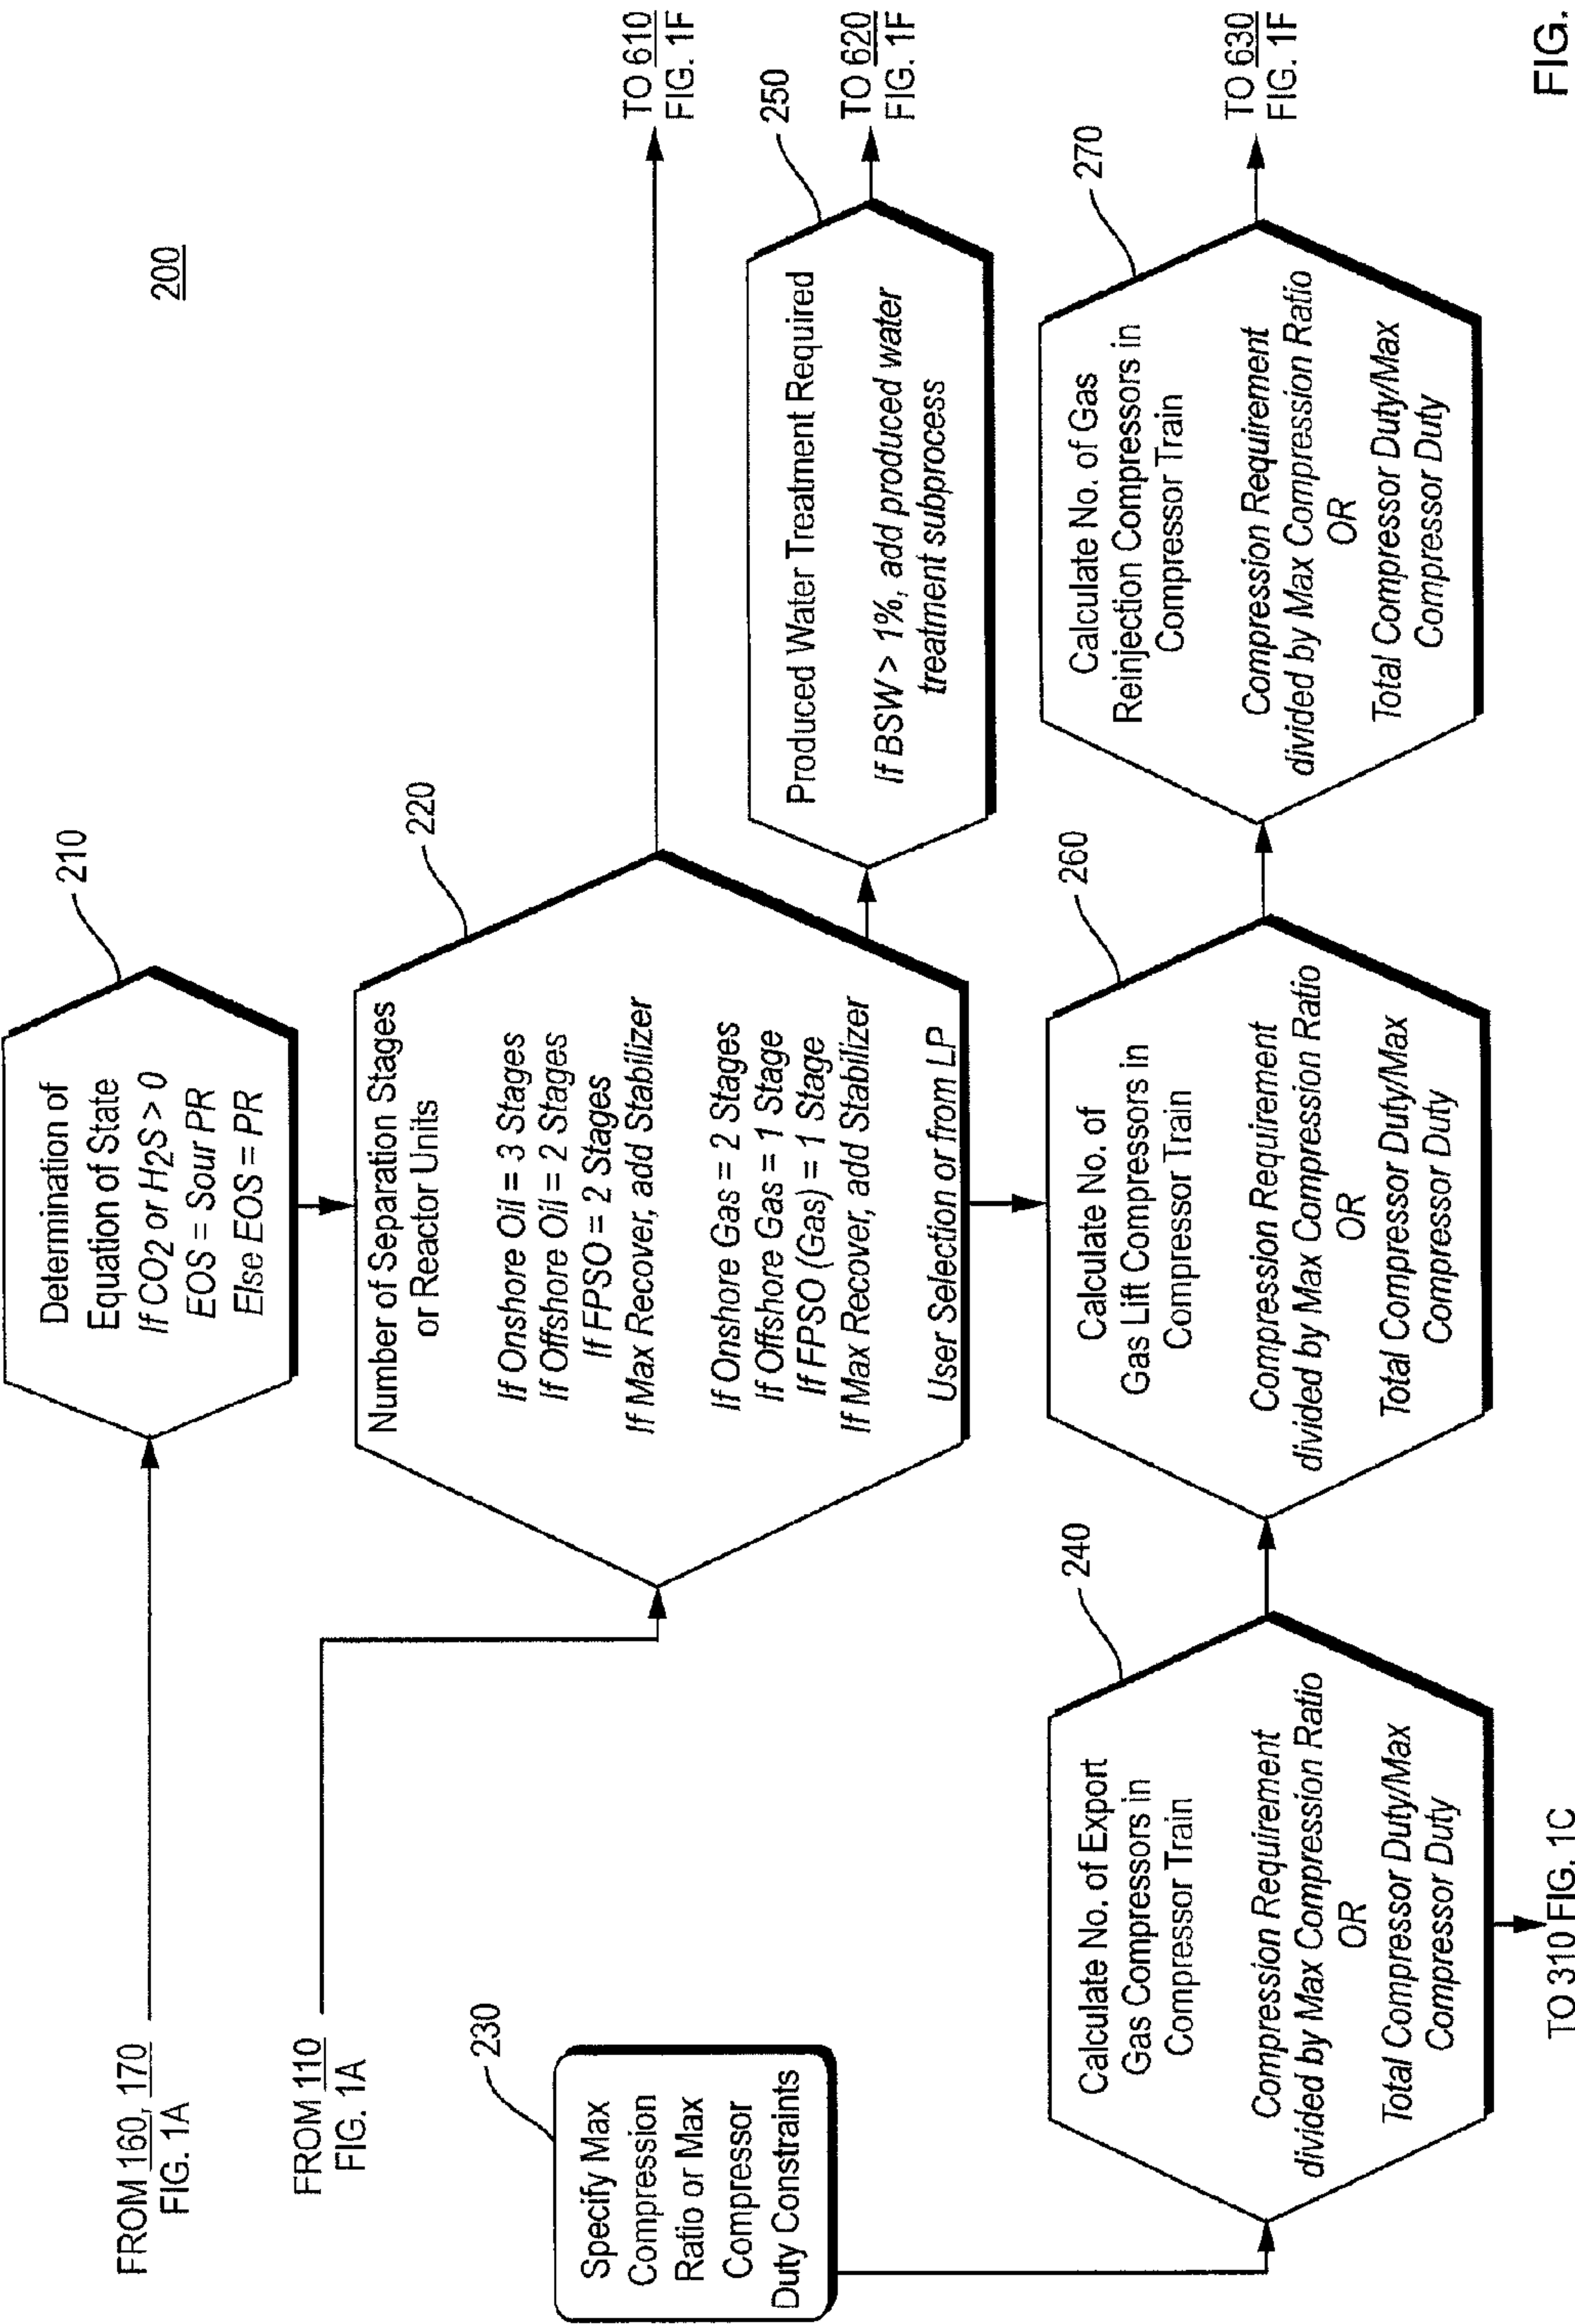 200
FROM 160, 170
FIG. 1A
210
Determination of
Equation of State
If CO2 or H2S > 0
EOS = Sour PR
Else EOS = PR
FROM 110
FIG. 1A
220
Number of Separation Stages
or Reactor Units
If Onshore Oil = 3 Stages
If Offshore Oil = 2 Stages
If FPSO = 2 Stages
If Max Recover, add Stabilizer
If Onshore Gas = 2 Stages
If Offshore Gas = 1 Stage
If FPSO (Gas) = 1 Stage
If Max Recover, add Stabilizer
User Selection or from LP
TO 610
FIG. 1F
230
Specify Max
Compression
Ratio or Max
Compressor
Duty Constraints
250
Produced Water Treatment Required
If BSW > 1%, add produced water
treatment subprocess
TO 620
FIG. 1F
240
Calculate No. of Export
Gas Compressors in
Compressor Train
Compression Requirement
divided by Max Compression Ratio
OR
Total Compressor Duty/Max
Compressor Duty
TO 310 FIG. 1C
260
Calculate No. of
Gas Lift Compressors in
Compressor Train
Compression Requirement
divided by Max Compression Ratio
OR
Total Compressor Duty/Max
Compressor Duty
270
Calculate No. of Gas
Reinjection Compressors in
Compressor Train
Compression Requirement
divided by Max Compression Ratio
OR
Total Compressor Duty/Max
Compressor Duty
TO 630
FIG. 1F
FIG.